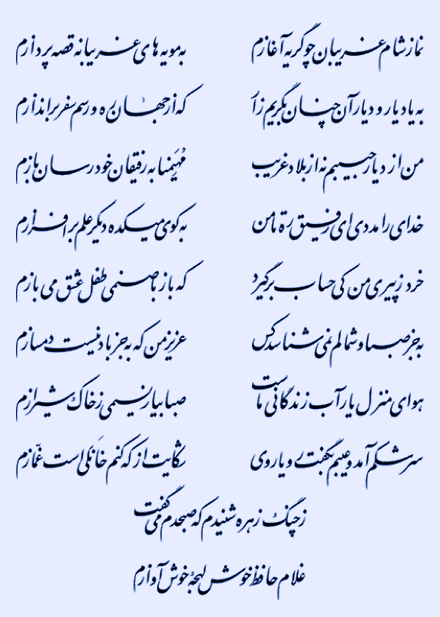 نماز شام غریبان چو گریه آغازم به مویه‌های غریبانه قصه پردازم
به یاد یار و دیار آن چنان بگریم زار که از جهان ره و رسم سفر براندازم
من از دیار حبیبم نه از بلاد غریب مهیمنا به رفیقان خود رسان بازم
خدای را مددی ای رفیق ره تا من به کوی میکده دیگر علم برافرازم
خرد ز پیری من کی حساب برگیرد که باز با صنمی طفل عشق می‌بازم
به جز صبا و شمالم نمی‌شناسد کس عزیز من که به جز باد نیست دمسازم
هوای منزل یار آب زندگانی ماست صبا بیار نسیمی ز خاک شیرازم
سرشکم آمد و عیبم بگفت روی به روی شکایت از که کنم خانگی است غمازم
ز چنگ زهره شنیدم که صبحدم می‌گفت
غلام حافظ خوش لهجه خوش آوازم